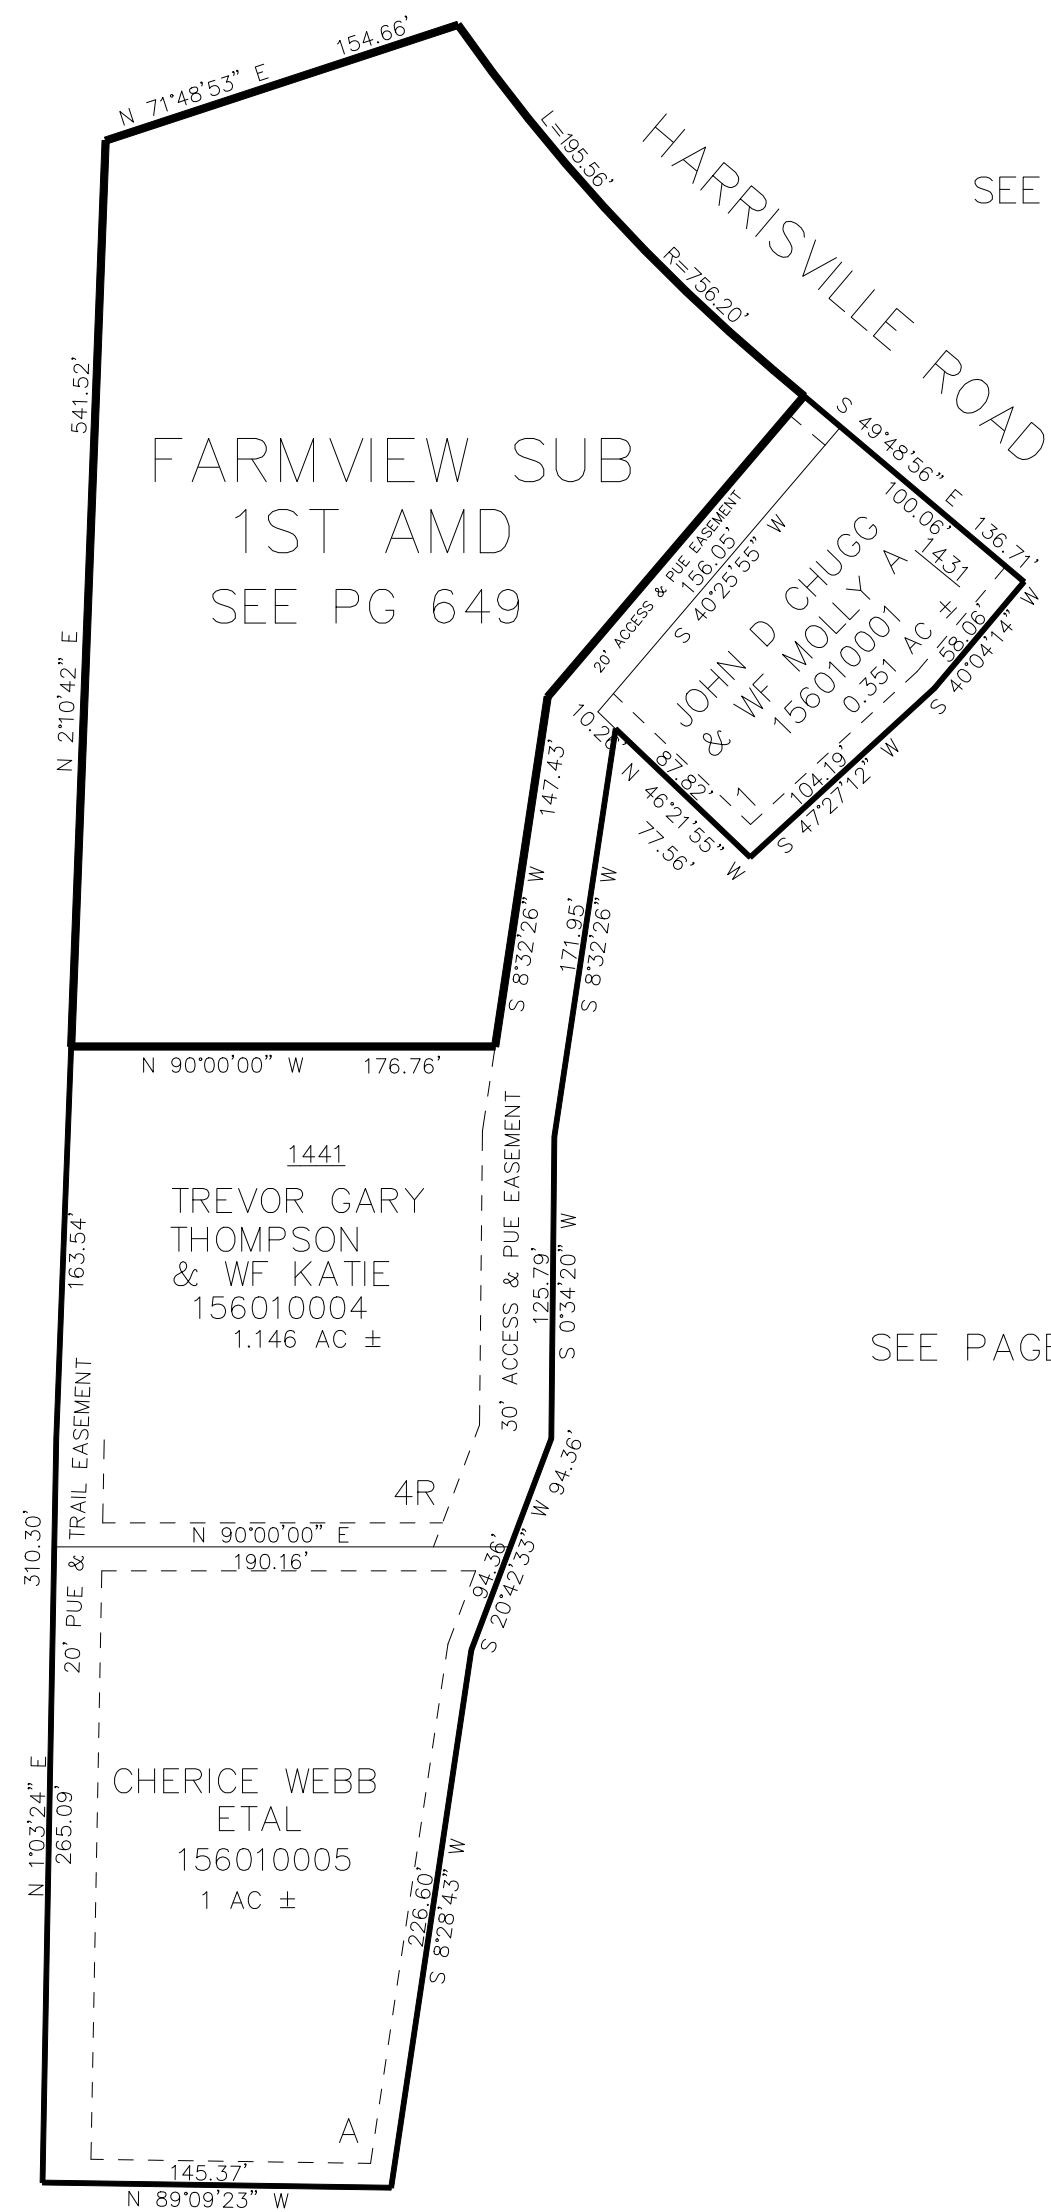 154.66'
N 71°48'53" E
L=195.56'
HARRISVILLE ROAD
SEE
R=756.20'
541.52'
S 49°48'56" E
FARMVIEW SUB
1ST AMD
SEE PG 649
100.06'
136.71'
1431
20' ACCESS & PUE EASEMENT
156.05'
S 40°25'55" W
JOHN D CHUGG
& WF MOLLY A
156010001
0.351 AC ±
58.06'
S 40°04'14" W
N 2°10'42" E
10.26'
87.82'
N 46°21'55" W
77.56'
1
104.19'
S 47°27'12" W
147.43'
S 8°32'26" W
171.95'
S 8°32'26" W
N 90°00'00" W
176.76'
1441
TREVOR GARY
THOMPSON
& WF KATIE
156010004
1.146 AC ±
163.54'
30' ACCESS & PUE EASEMENT
125.79'
S 0°34'20" W
SEE PAGE
20' PUE & TRAIL EASEMENT
4R
94.36'
N 90°00'00" E
190.16'
310.30'
94.36'
S 20°42'33" W
CHERICE WEBB
ETAL
156010005
1 AC ±
N 1°03'24" E
265.09'
226.60'
S 8°28'43" W
A
145.37'
N 89°09'23" W